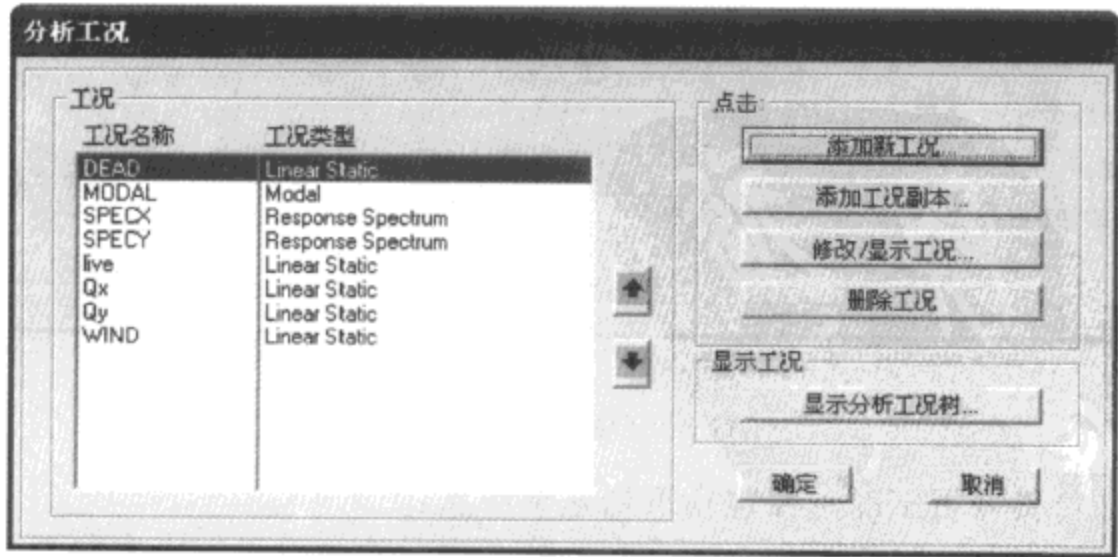 分析工况
工况
工况名称 工况类型
DEAD Linear Static
MODAL Modal
SPECX Response Spectrum
SPECY Response Spectrum
live Linear Static
Qx Linear Static
Qy Linear Static
WIND Linear Static
点击:
添加新工况...
添加工况副本...
修改/显示工况...
删除工况
显示工况
显示分析工况树...
确定 取消